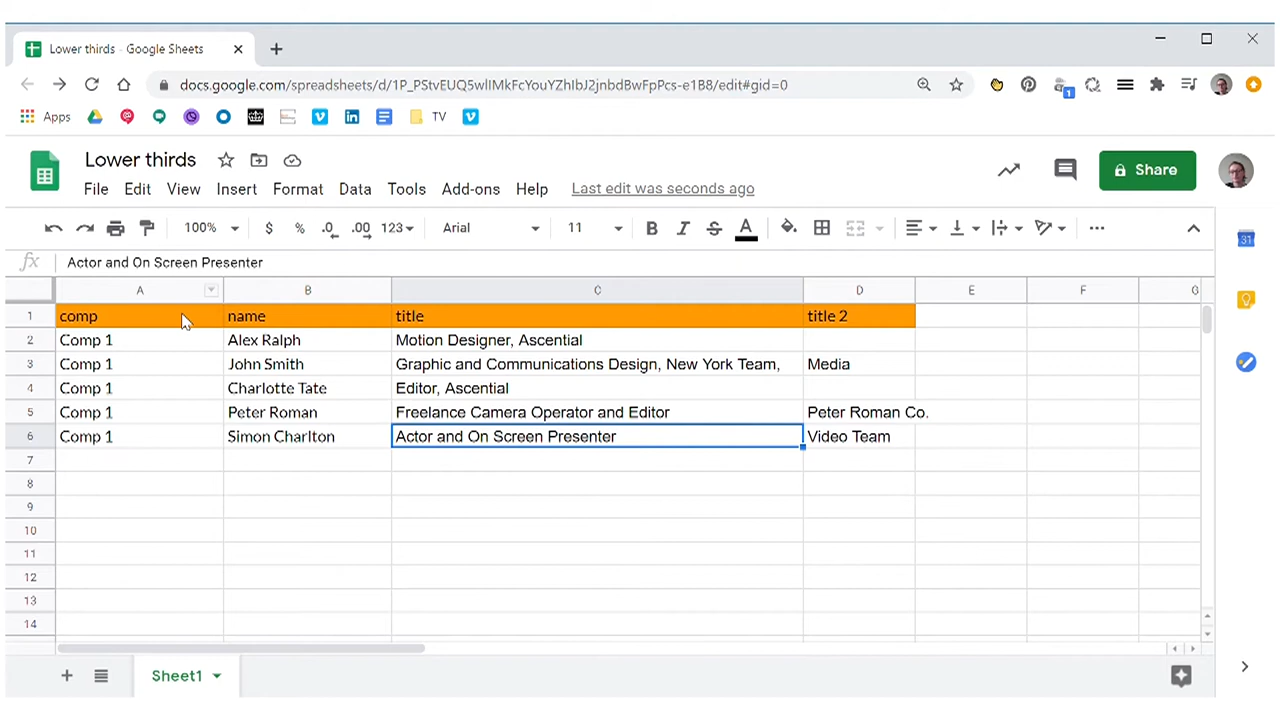 Lower thirds - Google Sheets
docs.google.com/spreadsheets/d/1P_PStvEUQ5wlIMkFcYouYZhIbJ2jnbdBwFpPcs-e1B8/edit#gid=0
1
Apps
TV
Lower thirds
Share
File Edit View Insert Format Data Tools Add-ons Help Last edit was seconds ago
100% $ % .0 .00 123 Arial 11 B I S A
fx Actor and On Screen Presenter
31
A B C D E F G
1 comp name title title 2
2 Comp 1 Alex Ralph Motion Designer, Ascential
3 Comp 1 John Smith Graphic and Communications Design, New York Team, Media
4 Comp 1 Charlotte Tate Editor, Ascential
5 Comp 1 Peter Roman Freelance Camera Operator and Editor Peter Roman Co.
6 Comp 1 Simon Charlton Actor and On Screen Presenter Video Team
7
8
9
10
11
12
13
14
Sheet1